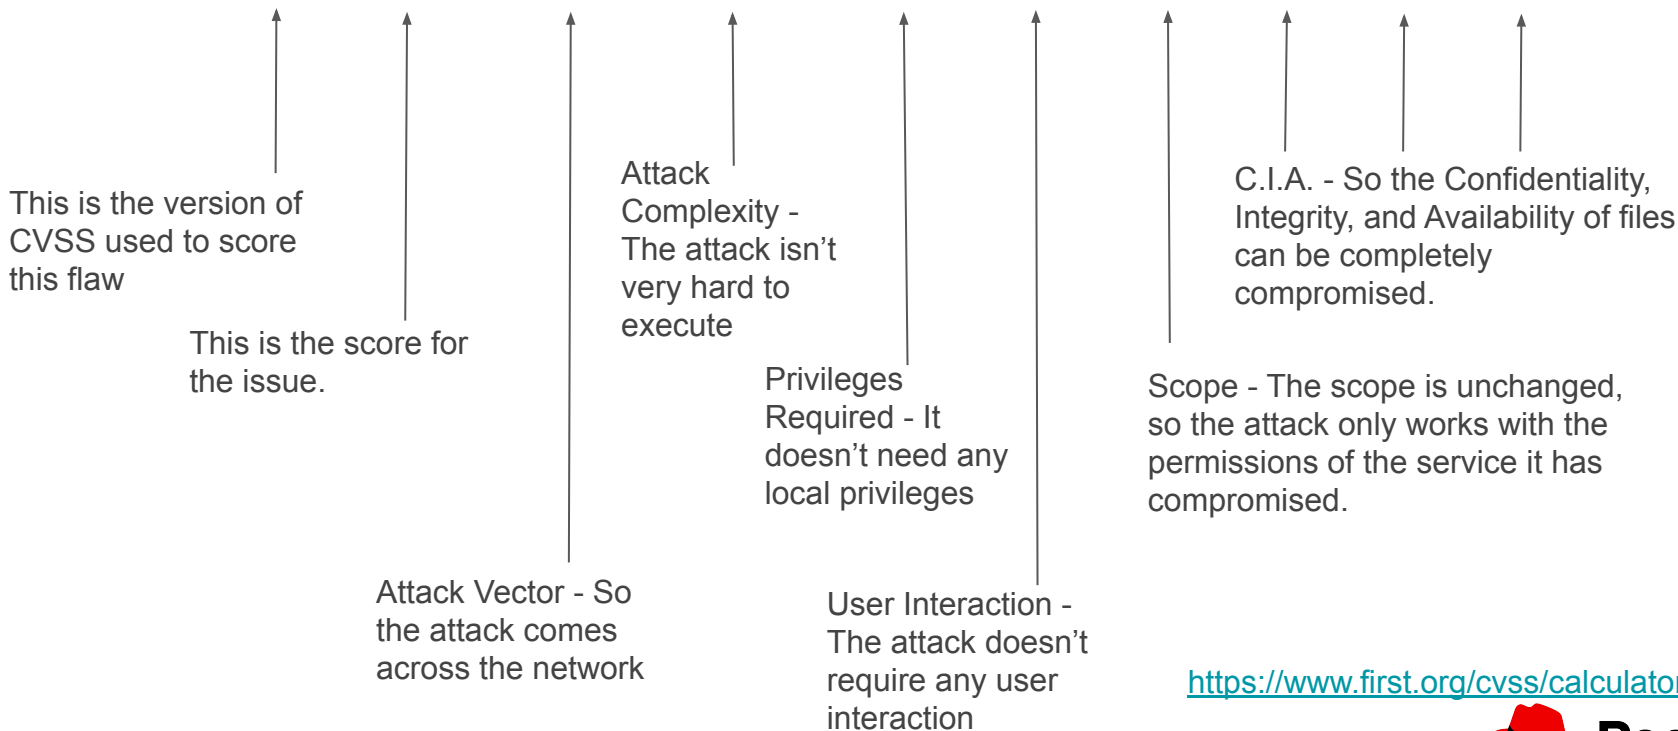 This is the version of
CVSS used to score
this flaw
This is the score for
the issue.
Attack Vector - So
the attack comes
across the network
Attack
Complexity -
The attack isn’t
very hard to
execute
Privileges
Required - It
doesn’t need any
local privileges
User Interaction -
The attack doesn’t
require any user
interaction
Scope - The scope is unchanged,
so the attack only works with the
permissions of the service it has
compromised.
C.I.A. - So the Confidentiality,
Integrity, and Availability of files
can be completely
compromised.
https://www.first.org/cvss/calculator